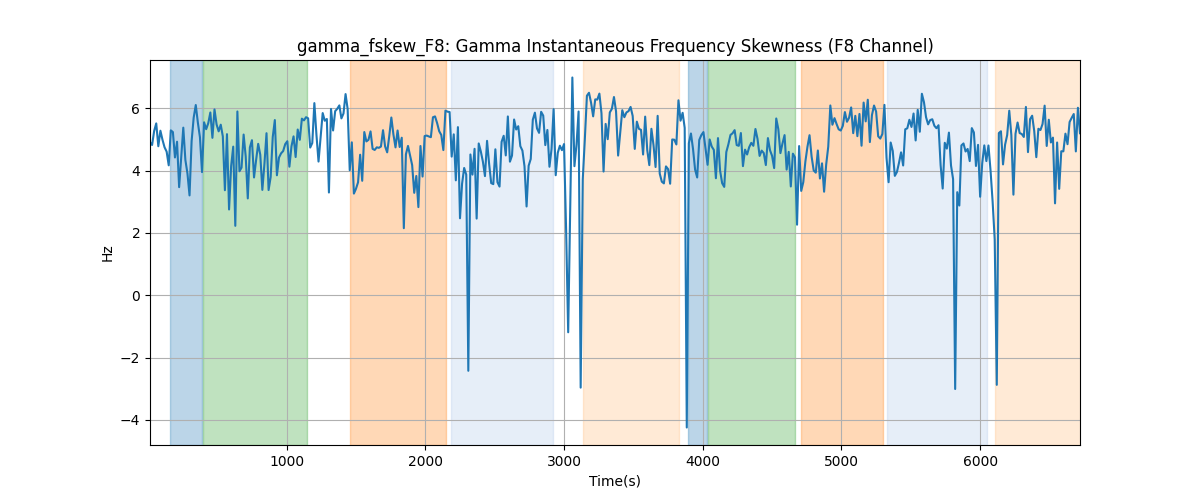 gamma_fskew_F8: Gamma Instantaneous Frequency Skewness (F8 Channel)
Hz
6
4
2
0
−2
−4
1000 2000 3000 4000 5000 6000
Time(s)